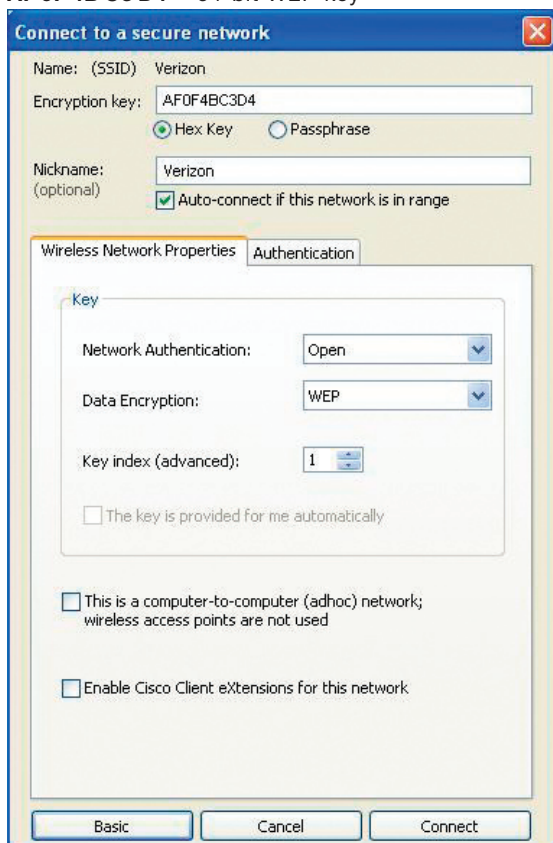 Connect to a secure network
Name: (SSID) Verizon
Encryption key: AF0F4BC3D4
Hex Key Passphrase
Nickname: Verizon
(optional)
Auto-connect if this network is in range
Wireless Network Properties Authentication
Key
Network Authentication: Open
Data Encryption: WEP
Key index (advanced): 1
The key is provided for me automatically
This is a computer-to-computer (adhoc) network;
wireless access points are not used
Enable Cisco Client eXtensions for this network
Basic Cancel Connect